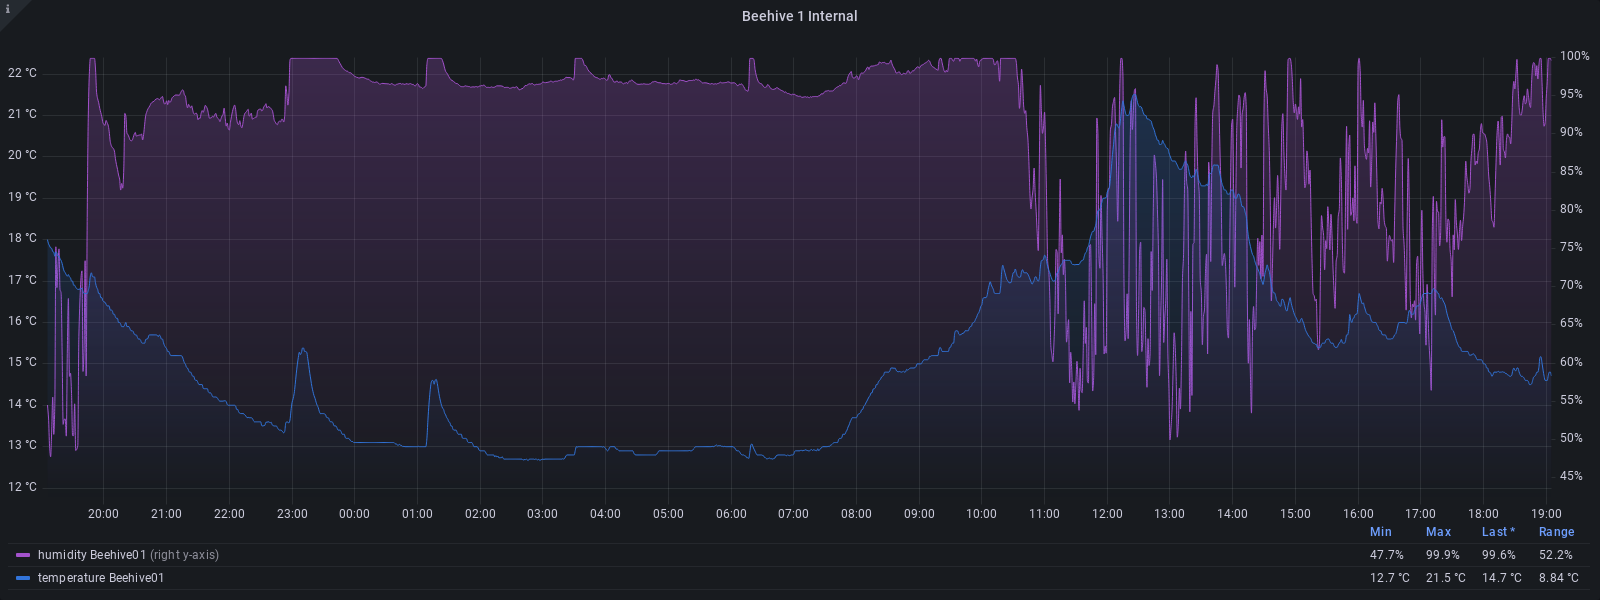 i
Beehive 1 Internal
22 °C
21 °C
20 °C
19 °C
18 °C
17 °C
16 °C
15 °C
14 °C
13 °C
12 °C
100%
95%
90%
85%
80%
75%
70%
65%
60%
55%
50%
45%
20:00 21:00 22:00 23:00 00:00 01:00 02:00 03:00 04:00 05:00 06:00 07:00 08:00 09:00 10:00 11:00 12:00 13:00 14:00 15:00 16:00 17:00 18:00 19:00
Min Max Last * Range
humidity Beehive01 (right y-axis) 47.7% 99.9% 99.6% 52.2%
temperature Beehive01 12.7 °C 21.5 °C 14.7 °C 8.84 °C